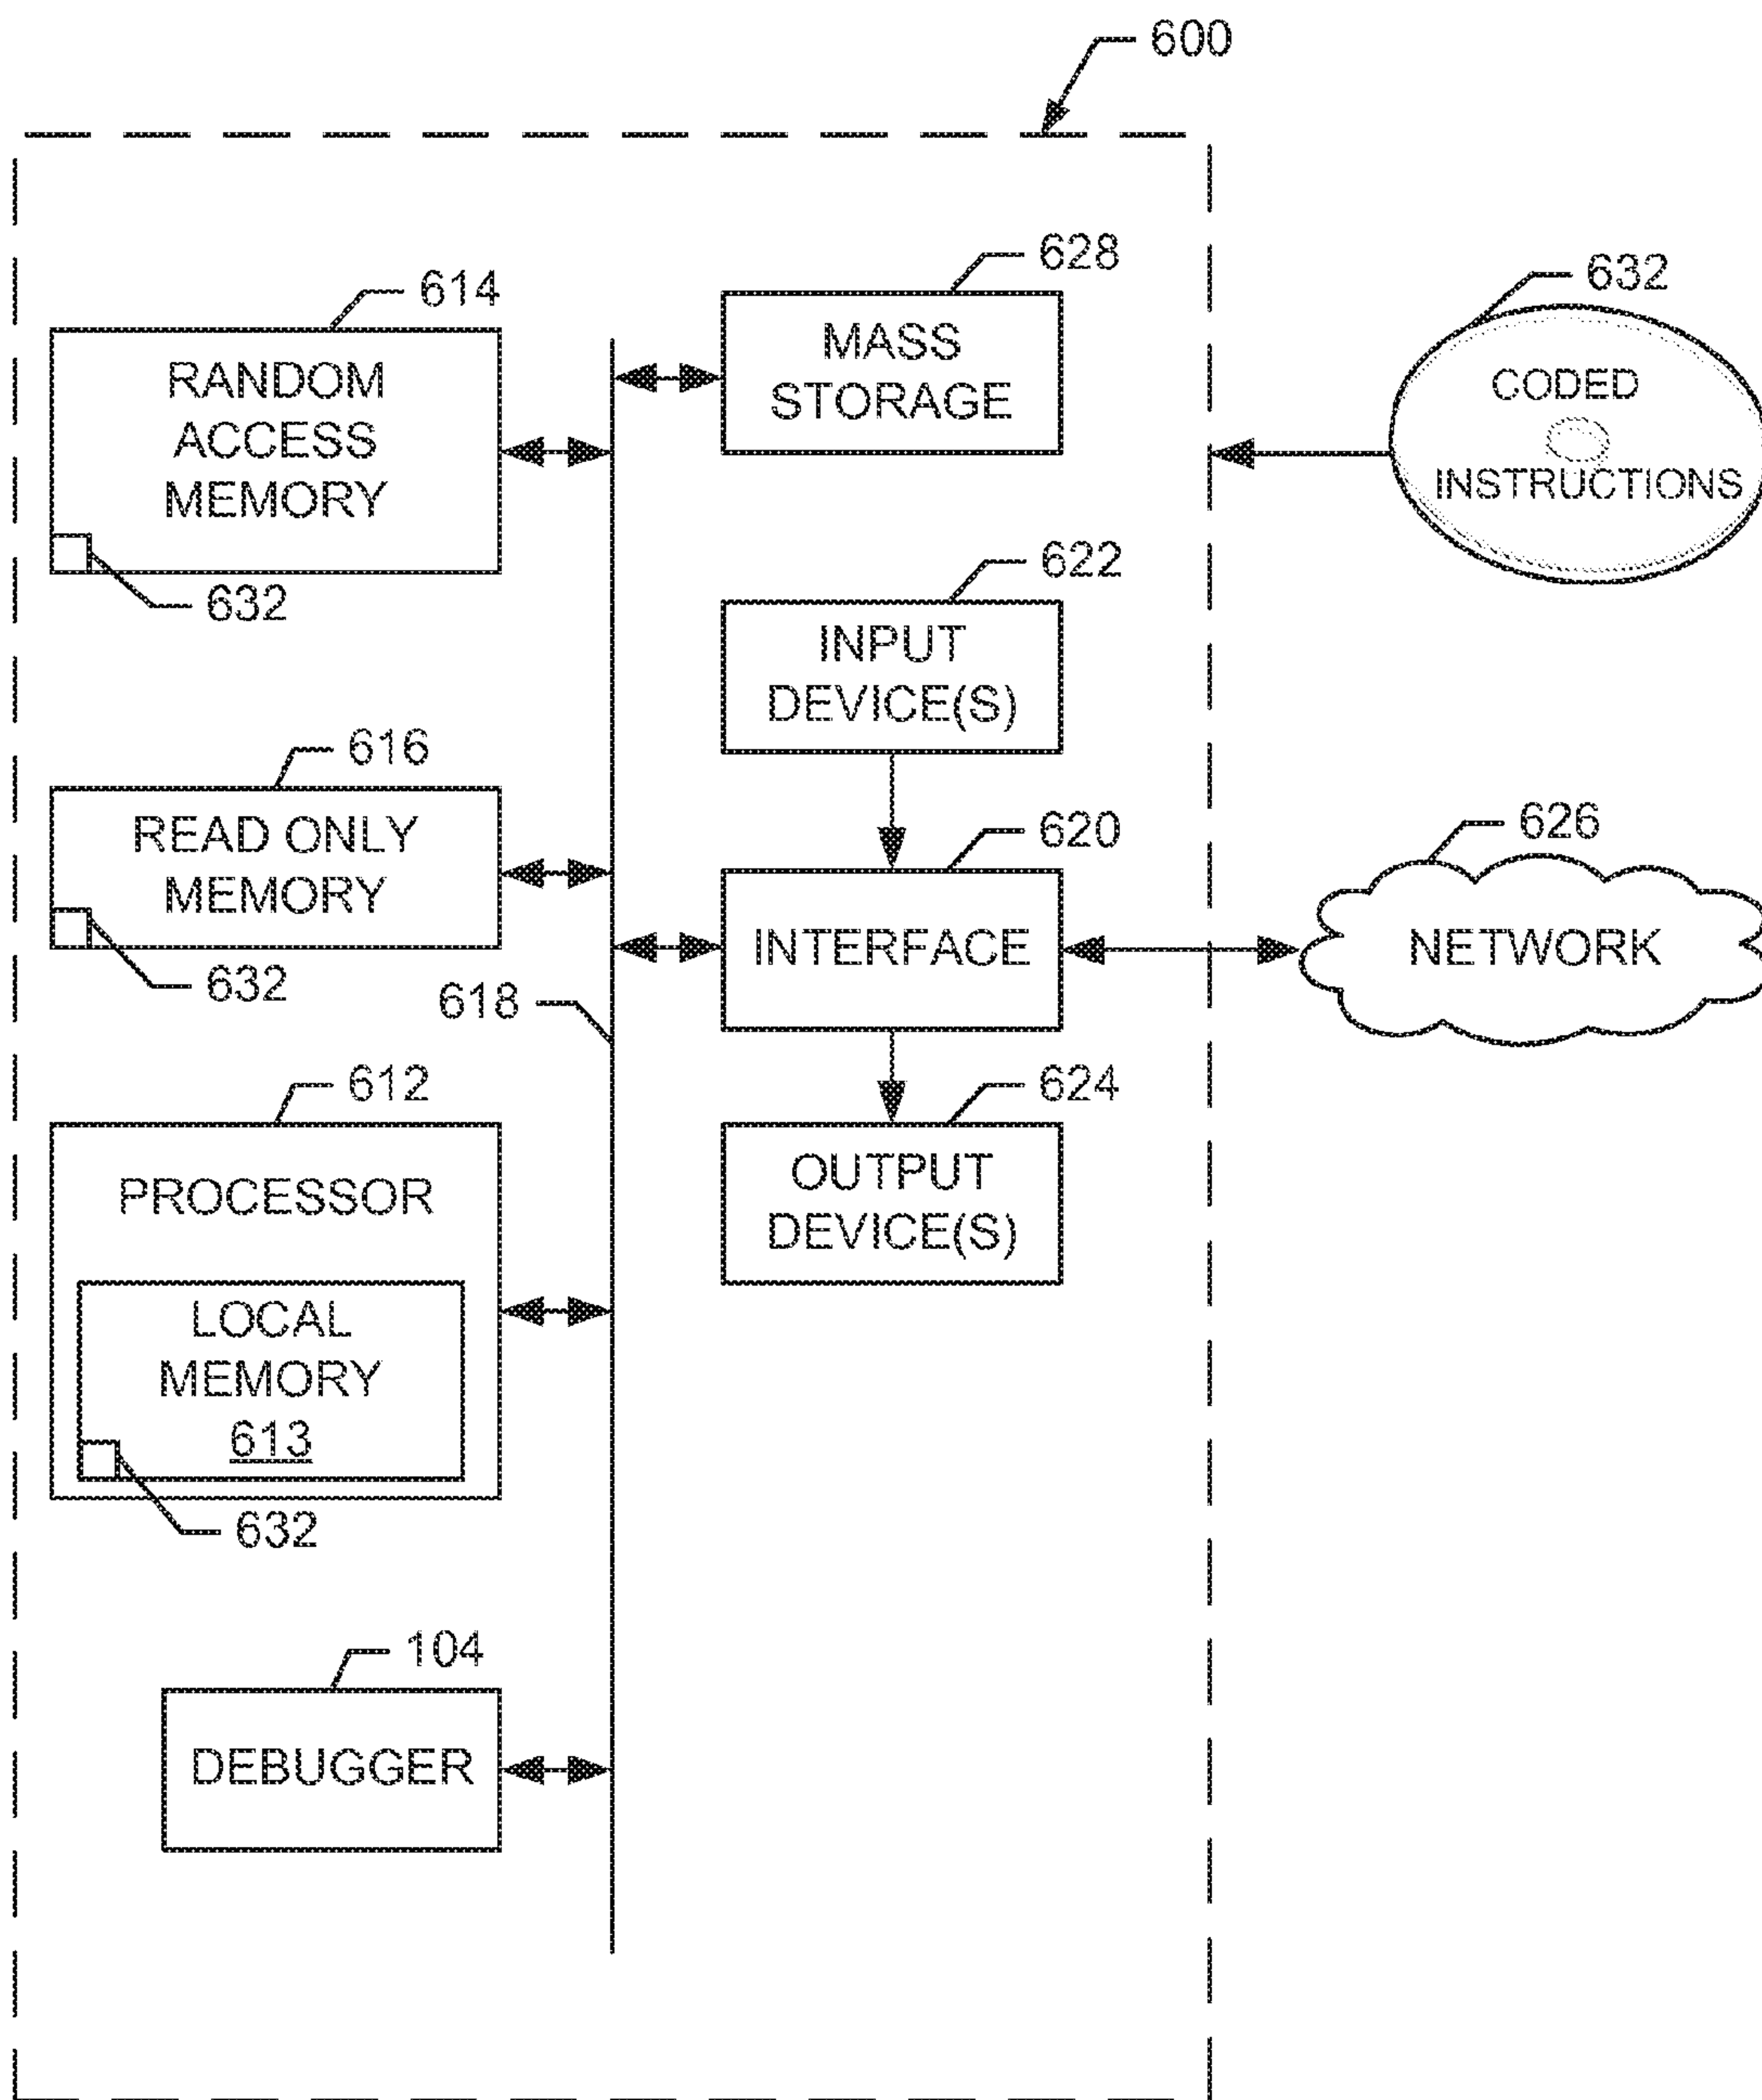 600
628
614
632
MASS
STORAGE
RANDOM
ACCESS
MEMORY
CODED
INSTRUCTIONS
632
622
INPUT
DEVICE(S)
616
READ ONLY
MEMORY
632
620
INTERFACE
626
NETWORK
618
612
PROCESSOR
LOCAL
MEMORY
613
632
624
OUTPUT
DEVICE(S)
104
DEBUGGER